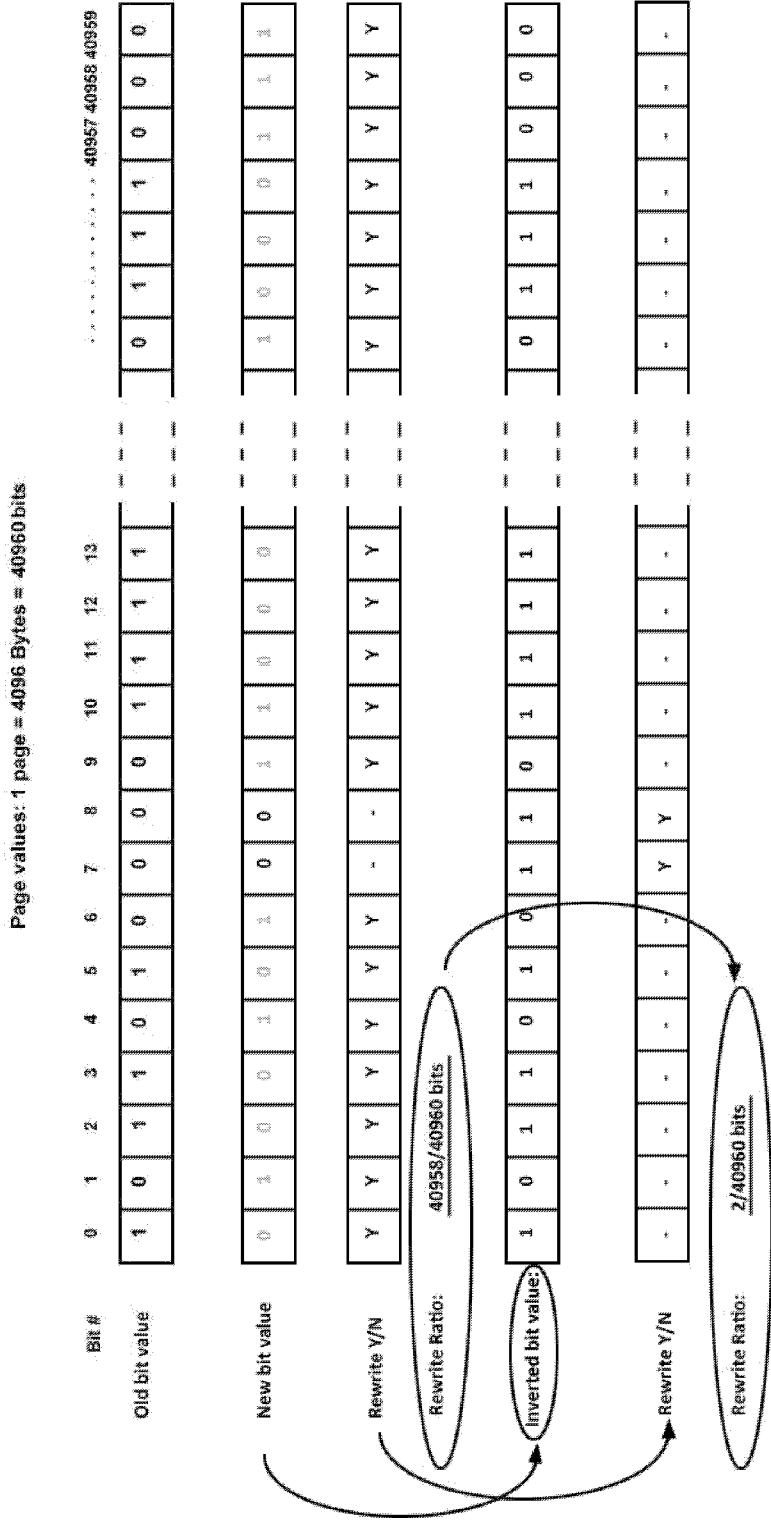 Page values: 1 page = 4096 Bytes = 40960 bits
Bit # 0 1 2 3 4 5 6 7 8 9 10 11 12 13 . . . . . . . . . . . . 40957 40958 40959
Old bit value 1 0 1 1 0 1 0 0 0 0 1 1 1 1 0 1 1 1 0 0 0
New bit value 0 1 0 0 1 0 1 0 0 1 1 0 0 0 1 0 0 0 1 1 1
Rewrite Y/N Y Y Y Y Y Y Y - - Y Y Y Y Y Y Y Y Y Y Y Y
Rewrite Ratio: 40958/40960 bits
Inverted bit value: 1 0 1 1 0 1 0 1 1 0 1 1 1 1 0 1 1 1 0 0 0
Rewrite Y/N - - - - - - - Y Y - - - - - - - - - - - -
Rewrite Ratio: 2/40960 bits